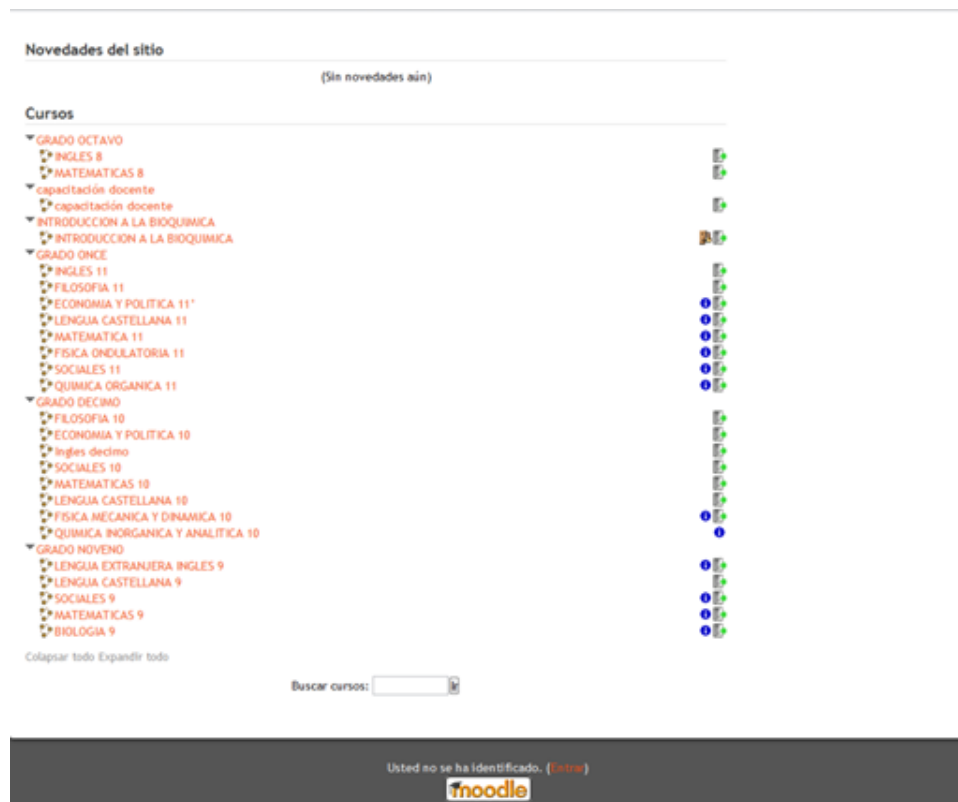 Novedades del sitio
(Sin novedades aún)
Cursos
GRADO OCTAVO
INGLES 8
MATEMATICAS 8
capacitación docente
capacitación docente
INTRODUCCION A LA BIOQUIMICA
INTRODUCCION A LA BIOQUIMICA
GRADO ONCE
INGLES 11
FILOSOFIA 11
ECONOMIA Y POLITICA 11°
LENGUA CASTELLANA 11
MATEMATICA 11
FISICA ONDULATORIA 11
SOCIALES 11
QUIMICA ORGANICA 11
GRADO DECIMO
FILOSOFIA 10
ECONOMIA Y POLITICA 10
Ingles decimo
SOCIALES 10
MATEMATICAS 10
LENGUA CASTELLANA 10
FISICA MECANICA Y DINAMICA 10
QUIMICA INORGANICA Y ANALITICA 10
GRADO NOVENO
LENGUA EXTRANJERA INGLES 9
LENGUA CASTELLANA 9
SOCIALES 9
MATEMATICAS 9
BIOLOGIA 9
Colapsar todo Expandir todo
Buscar cursos: Ir
Usted no se ha identificado. (Entrar)
moodle